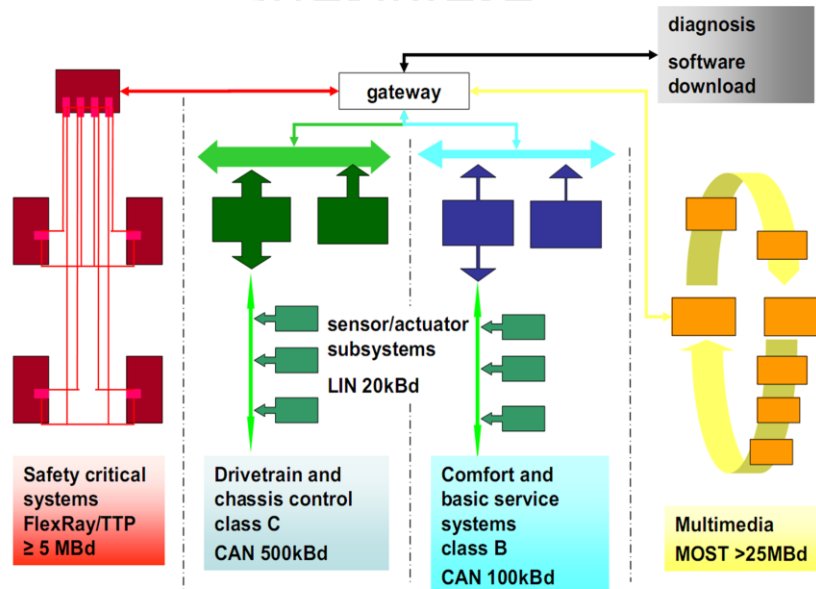 diagnosis
software
download
gateway
sensor/actuator
subsystems
LIN 20kBd
Safety critical
systems
FlexRay/TTP
≥ 5 MBd
Drivetrain and
chassis control
class C
CAN 500kBd
Comfort and
basic service
systems
class B
CAN 100kBd
Multimedia
MOST >25MBd